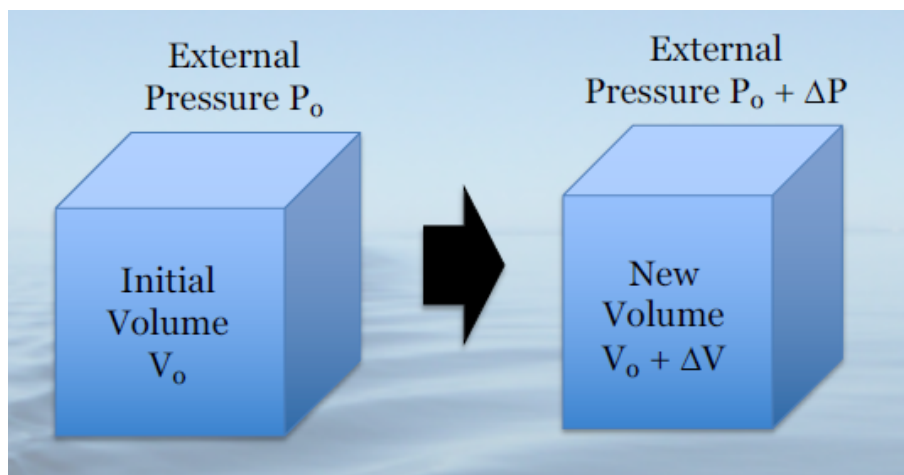 External
Pressure Pₒ
External
Pressure Pₒ + ΔP
Initial
Volume
Vₒ
New
Volume
Vₒ + ΔV